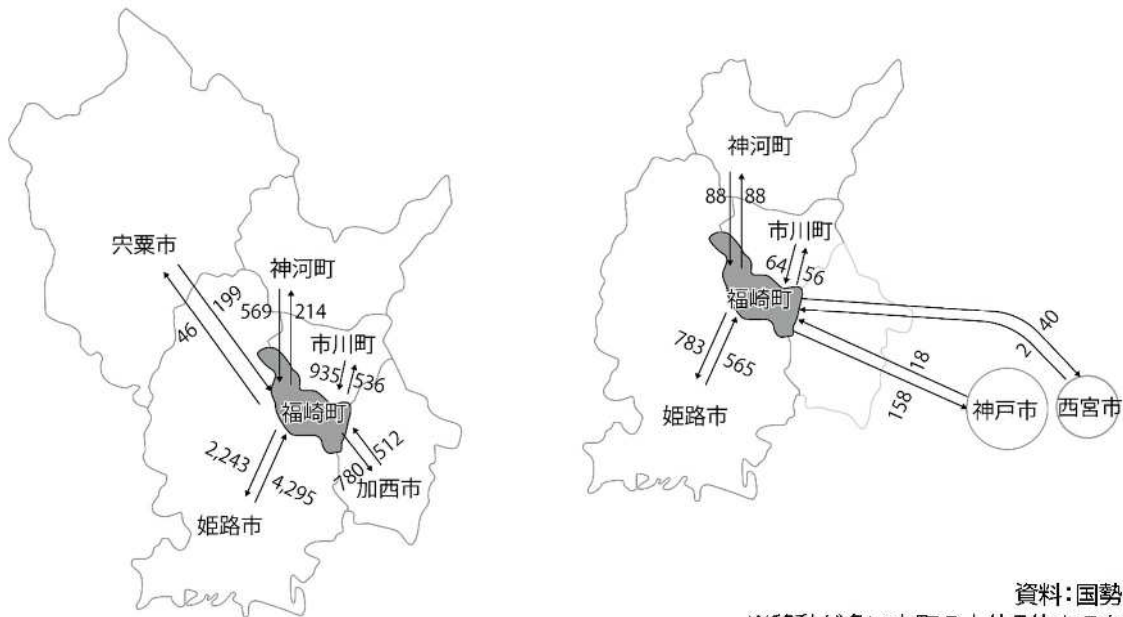 宍粟市
199
46
神河町
569
214
市川町
935
536
福崎町
2,243
4,295
780
512
加西市
姫路市
神河町
88
88
市川町
64
56
福崎町
783
565
姫路市
40
2
18
158
神戸市
西宮市
資料：国勢